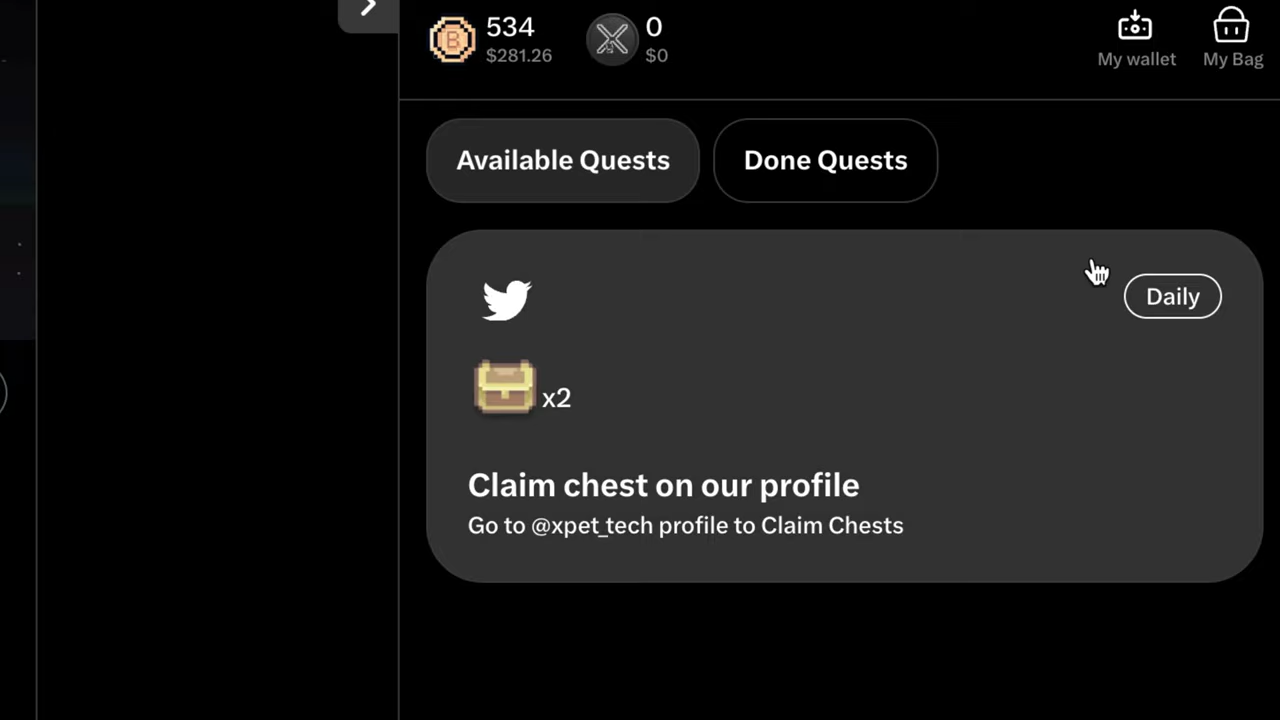 534
$281.26
0
$0
My wallet
My Bag
Available Quests
Done Quests
Daily
x2
Claim chest on our profile
Go to @xpet_tech profile to Claim Chests